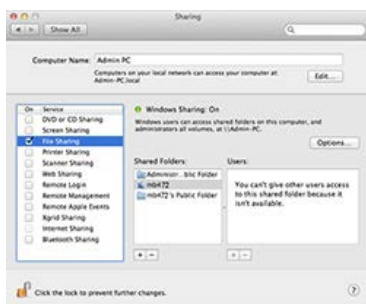 Sharing
Show All
Computer Name: Admin PC
Computers on your local network can access your computer at:
Admin-PC.local
Edit...
On Service
DVD or CD Sharing
Screen Sharing
File Sharing
Printer Sharing
Scanner Sharing
Web Sharing
Remote Login
Remote Management
Remote Apple Events
Xgrid Sharing
Internet Sharing
Bluetooth Sharing
Windows Sharing: On
Windows users can access shared folders on this computer, and
administrators all volumes, at \\Admin-PC.
Options...
Shared Folders:
Administr... blic Folder
mb472
mb472's Public Folder
Users:
You can't give other users access
to this shared folder because it
isn't available.
Click the lock to prevent further changes.